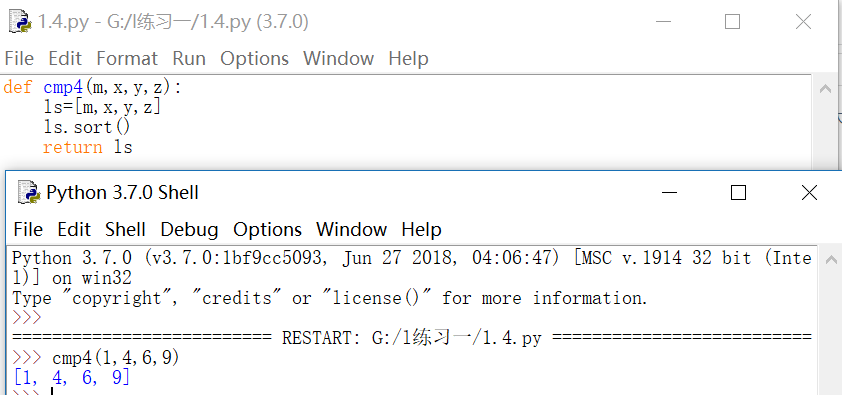 1.4.py - G:/l练习一/1.4.py (3.7.0)
File Edit Format Run Options Window Help
def cmp4(m,x,y,z):
    ls=[m,x,y,z]
    ls.sort()
    return ls
Python 3.7.0 Shell
File Edit Shell Debug Options Window Help
Python 3.7.0 (v3.7.0:1bf9cc5093, Jun 27 2018, 04:06:47) [MSC v.1914 32 bit (Inte
l)] on win32
Type "copyright", "credits" or "license()" for more information.
>>>
========================== RESTART: G:/l练习一/1.4.py ==========================
>>> cmp4(1,4,6,9)
[1, 4, 6, 9]
>>>